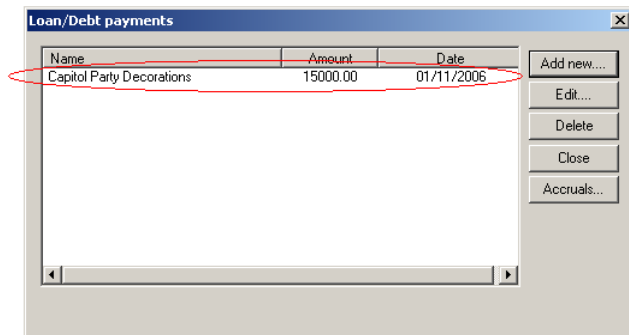 Loan/Debt payments
Name Amount Date
Capitol Party Decorations 15000.00 01/11/2006
Add new....
Edit....
Delete
Close
Accruals...